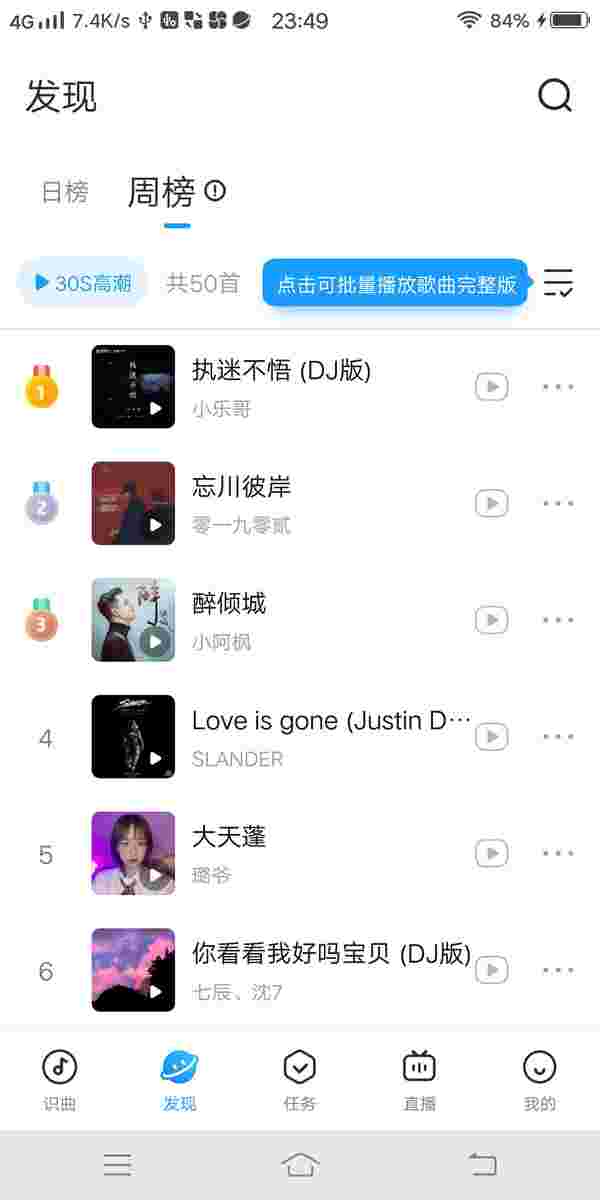 4G 7.4K/s 23:49 84%
发现
日榜 周榜
30S高潮 共50首 点击可批量播放歌曲完整版
1
执迷不悟 (DJ版)
小乐哥
2
忘川彼岸
零一九零贰
3
醉倾城
小阿枫
4
Love is gone (Justin D…
SLANDER
5
大天蓬
璐爷
6
你看看我好吗宝贝 (DJ版)
七辰、沈7
识曲 发现 任务 直播 我的